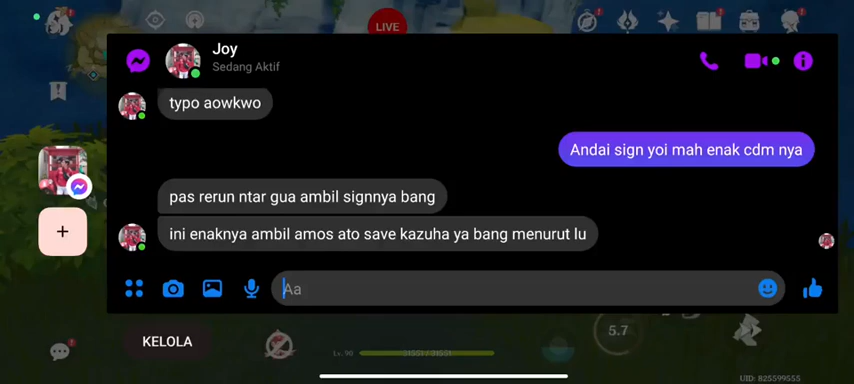 LIVE
Joy
Sedang Aktif
typo aowkwo
Andai sign yoi mah enak cdm nya
pas rerun ntar gua ambil signnya bang
ini enaknya ambil amos ato save kazuha ya bang menurut lu
+
Aa
KELOLA
5.7
Lv. 90
31551 / 31551
UID: 825599555